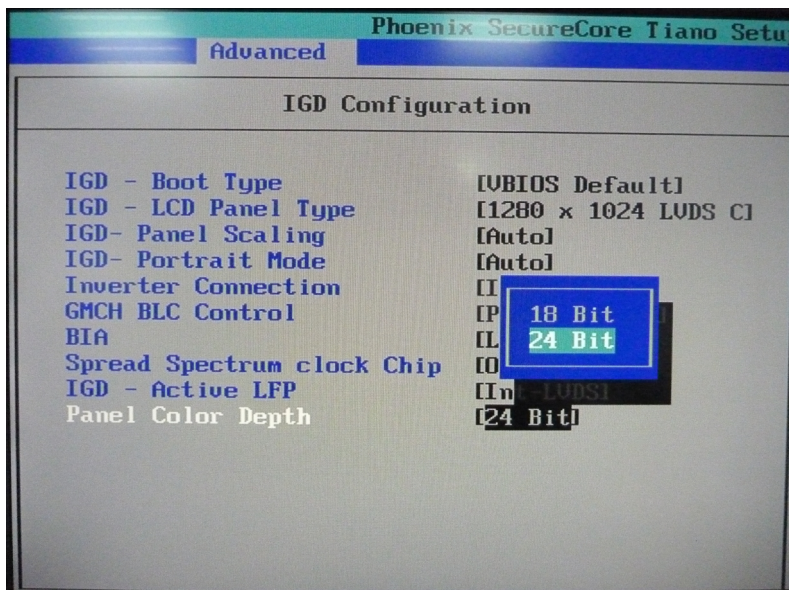 Phoenix SecureCore Tiano Setu
Advanced
IGD Configuration
IGD - Boot Type [VBIOS Default]
IGD - LCD Panel Type [1280 x 1024 LVDS C]
IGD- Panel Scaling [Auto]
IGD- Portrait Mode [Auto]
Inverter Connection [I
GMCH BLC Control [P
18 Bit
BIA [L
24 Bit
Spread Spectrum clock Chip [O
IGD - Active LFP [Int-LVDS]
Panel Color Depth [24 Bit]